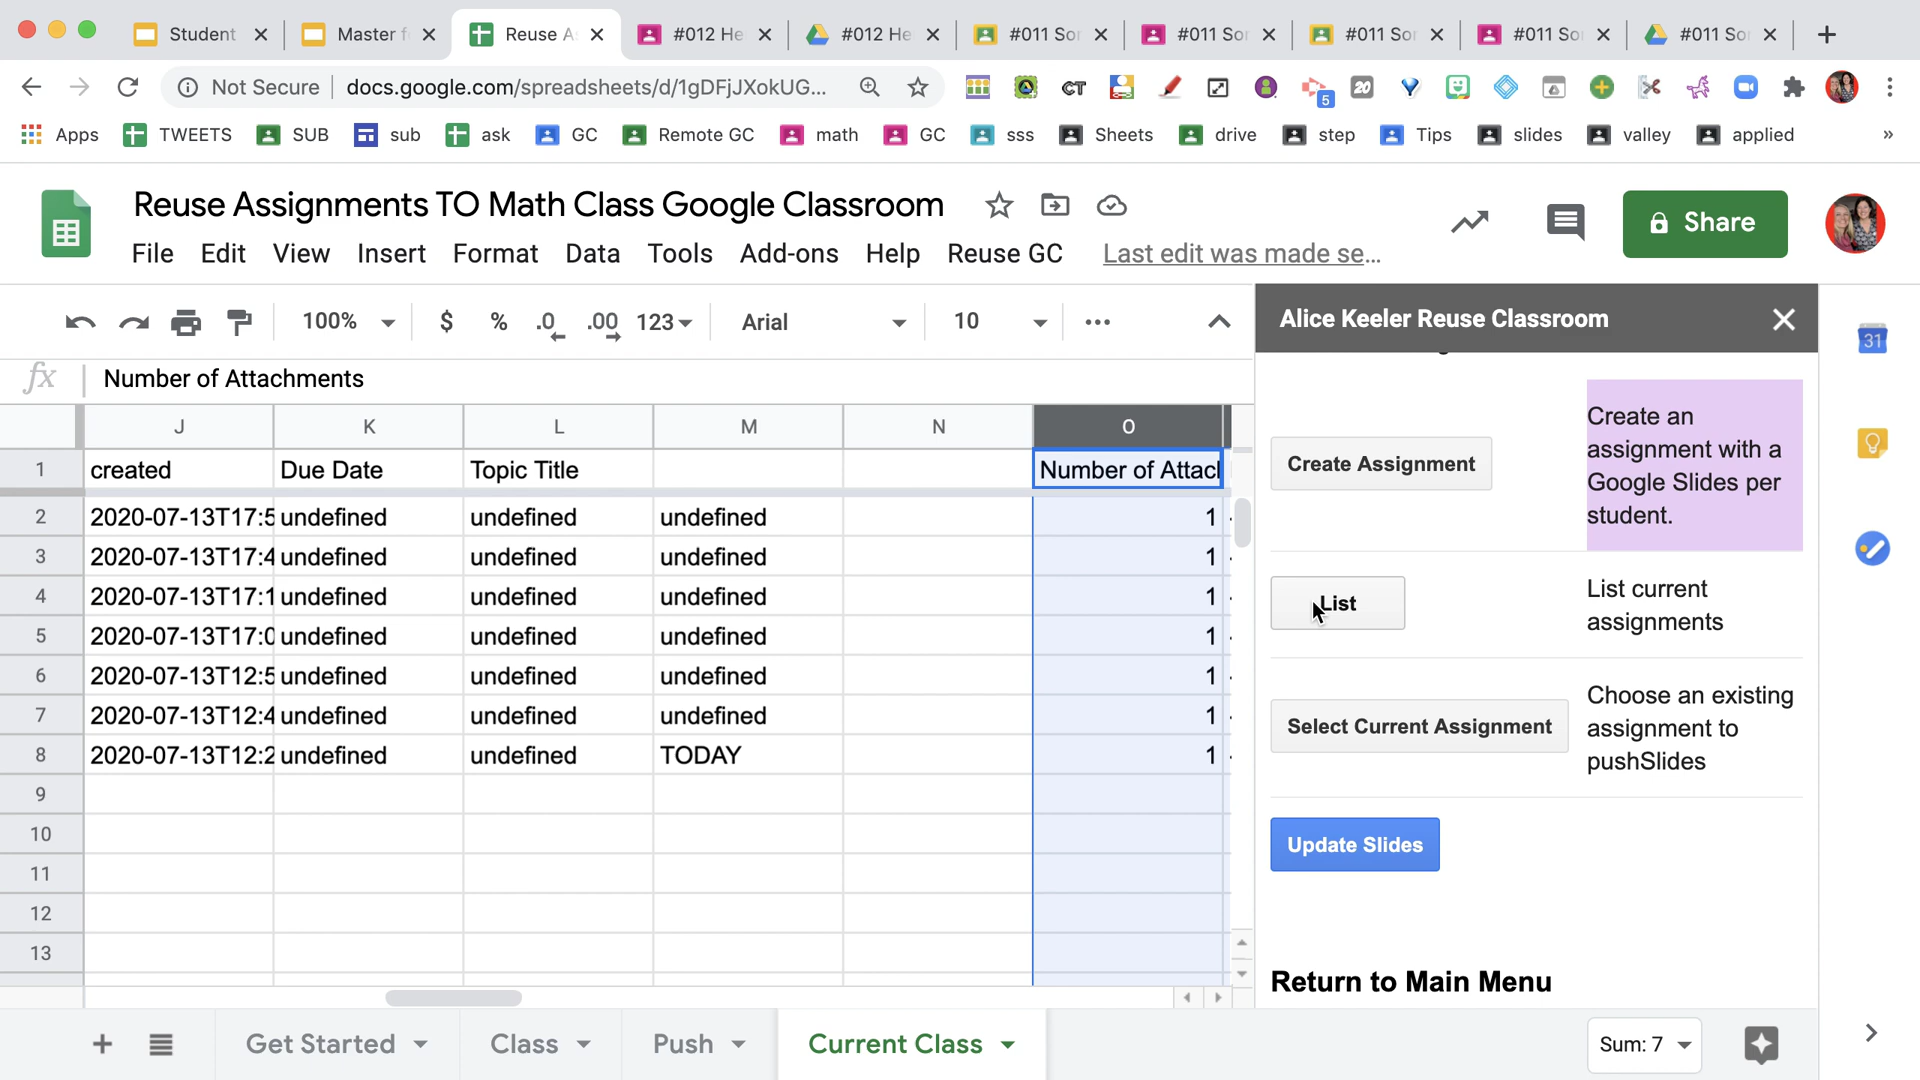 Student
Master f
Reuse A
#012 He
#012 He
#011 Sor
#011 Sor
#011 Sor
#011 So
#011 So
Not Secure
docs.google.com/spreadsheets/d/1gDFjJXokUG...
CT
5
20
Apps
TWEETS
SUB
sub
ask
GC
Remote GC
math
GC
sss
Sheets
drive
step
Tips
slides
valley
applied
»
Reuse Assignments TO Math Class Google Classroom
Share
File Edit View Insert Format Data Tools Add-ons Help Reuse GC Last edit was made se...
100% $ % .0 .00 123 Arial 10
Alice Keeler Reuse Classroom
31
fx Number of Attachments
J K L M N O
1 created Due Date Topic Title Number of Attacl
2 2020-07-13T17:5 undefined undefined undefined 1
3 2020-07-13T17:4 undefined undefined undefined 1
4 2020-07-13T17:1 undefined undefined undefined 1
5 2020-07-13T17:0 undefined undefined undefined 1
6 2020-07-13T12:5 undefined undefined undefined 1
7 2020-07-13T12:4 undefined undefined undefined 1
8 2020-07-13T12:2 undefined undefined TODAY 1
9
10
11
12
13
Create Assignment
Create an
assignment with a
Google Slides per
student.
List
List current
assignments
Select Current Assignment
Choose an existing
assignment to
pushSlides
Update Slides
Return to Main Menu
Get Started Class Push Current Class Sum: 7